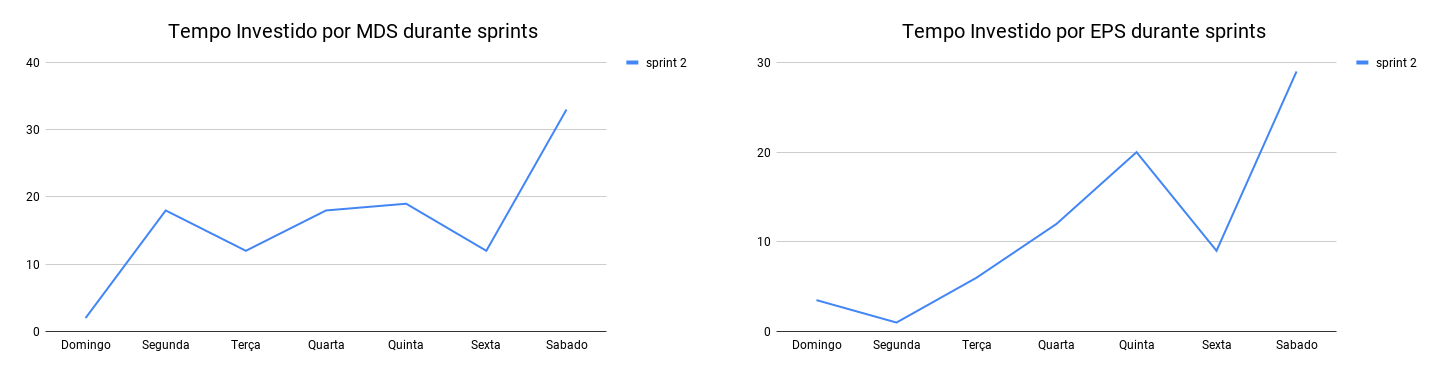 Tempo Investido por MDS durante sprints
sprint 2
40
30
20
10
0
Domingo Segunda Terça Quarta Quinta Sexta Sabado
Tempo Investido por EPS durante sprints
sprint 2
30
20
10
0
Domingo Segunda Terça Quarta Quinta Sexta Sabado